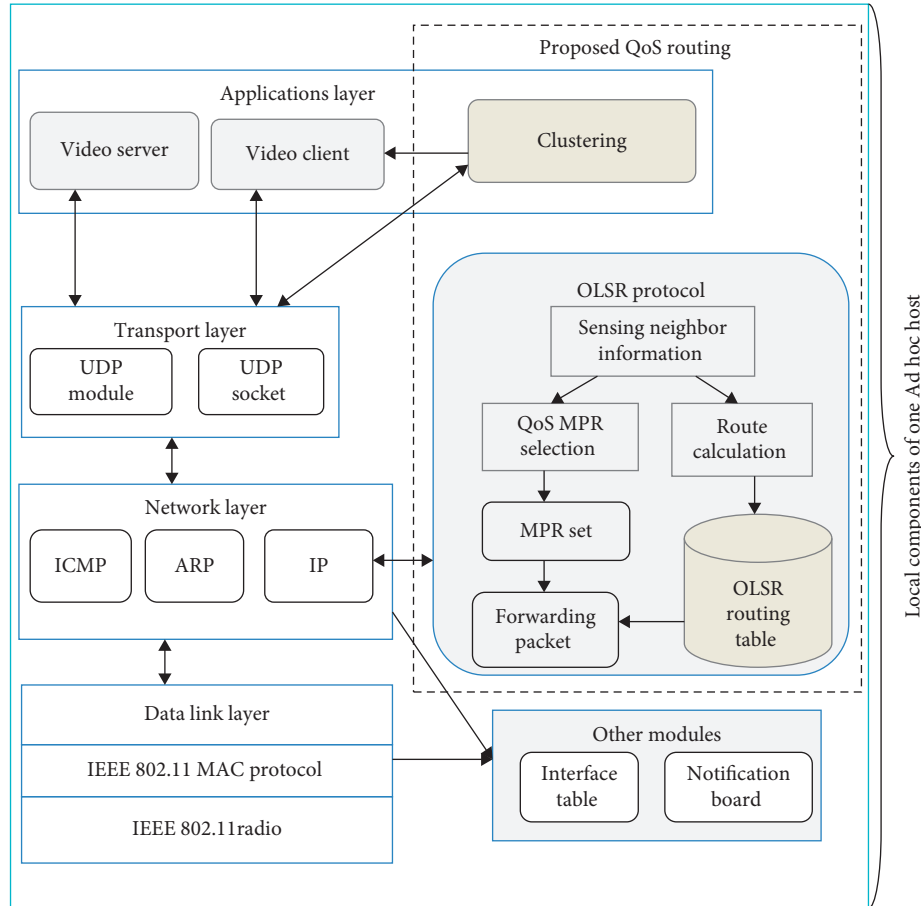 Proposed QoS routing
Applications layer
Video server
Video client
Clustering
OLSR protocol
Sensing neighbor
information
QoS MPR
selection
Route
calculation
MPR set
Forwarding
packet
OLSR
routing
table
Transport layer
UDP
module
UDP
socket
Network layer
ICMP
ARP
IP
Data link layer
IEEE 802.11 MAC protocol
IEEE 802.11radio
Other modules
Interface
table
Notification
board
Local components of one Ad hoc host